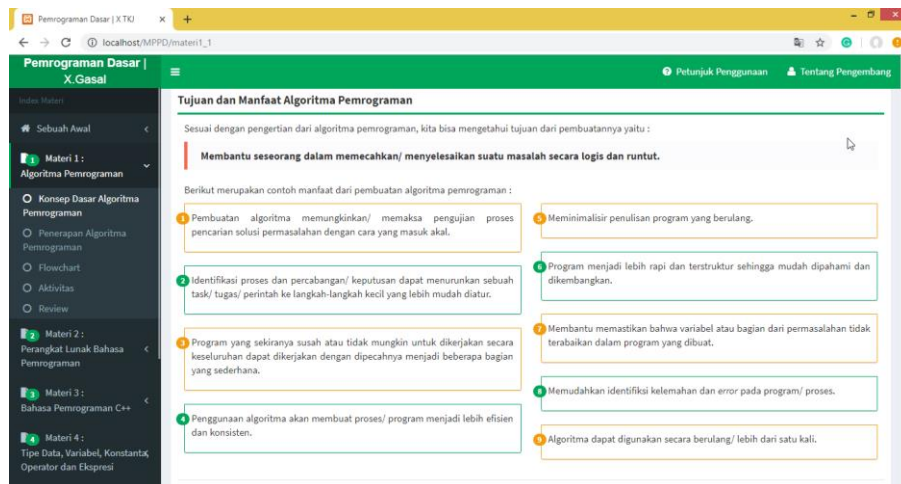 Pemrograman Dasar | X TKJ
localhost/MPPD/materi1_1
Pemrograman Dasar |
X.Gasal
Petunjuk Penggunaan
Tentang Pengembang
Index Materi
Sebuah Awal
1 Materi 1 :
Algoritma Pemrograman
Konsep Dasar Algoritma
Pemrograman
Penerapan Algoritma
Pemrograman
Flowchart
Aktivitas
Review
2 Materi 2 :
Perangkat Lunak Bahasa
Pemrograman
3 Materi 3 :
Bahasa Pemrograman C++
4 Materi 4 :
Tipe Data, Variabel, Konstanta,
Operator dan Ekspresi
Tujuan dan Manfaat Algoritma Pemrograman
Sesuai dengan pengertian dari algoritma pemrograman, kita bisa mengetahui tujuan dari pembuatannya yaitu :
Membantu seseorang dalam memecahkan/ menyelesaikan suatu masalah secara logis dan runtut.
Berikut merupakan contoh manfaat dari pembuatan algoritma pemrograman :
1 Pembuatan algoritma memungkinkan/ memaksa pengujian proses
pencarian solusi permasalahan dengan cara yang masuk akal.
2 Identifikasi proses dan percabangan/ keputusan dapat menurunkan sebuah
task/ tugas/ perintah ke langkah-langkah kecil yang lebih mudah diatur.
3 Program yang sekiranya susah atau tidak mungkin untuk dikerjakan secara
keseluruhan dapat dikerjakan dengan dipecahnya menjadi beberapa bagian
yang sederhana.
4 Penggunaan algoritma akan membuat proses/ program menjadi lebih efisien
dan konsisten.
5 Meminimalisir penulisan program yang berulang.
6 Program menjadi lebih rapi dan terstruktur sehingga mudah dipahami dan
dikembangkan.
7 Membantu memastikan bahwa variabel atau bagian dari permasalahan tidak
terabaikan dalam program yang dibuat.
8 Memudahkan identifiksi kelemahan dan error pada program/ proses.
9 Algoritma dapat digunakan secara berulang/ lebih dari satu kali.